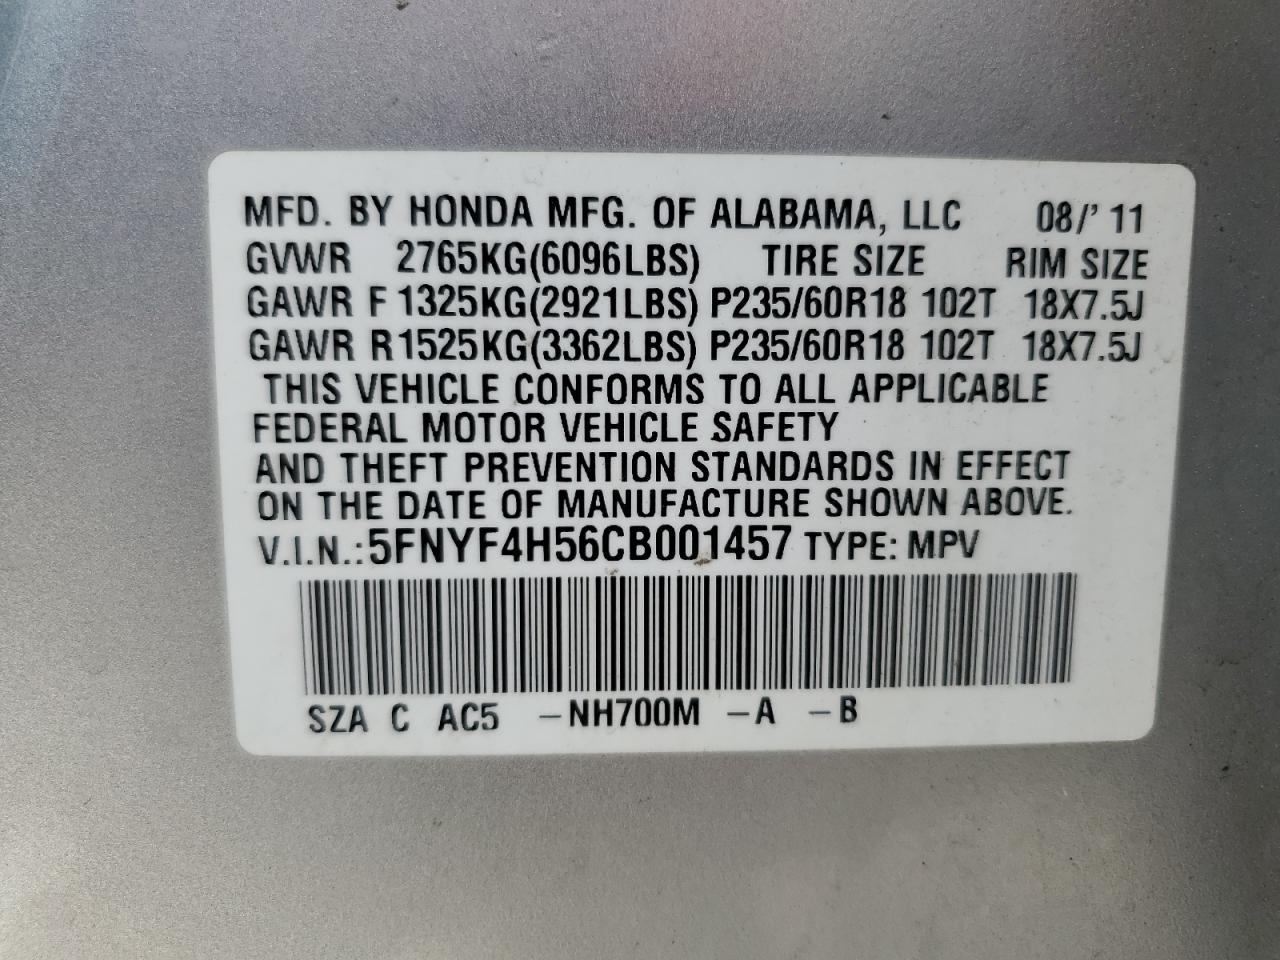 MFD. BY HONDA MFG. OF ALABAMA, LLC 08/' 11
GVWR 2765KG(6096LBS) TIRE SIZE RIM SIZE
GAWR F 1325KG(2921LBS) P235/60R18 102T 18X7.5J
GAWR R1525KG(3362LBS) P235/60R18 102T 18X7.5J
THIS VEHICLE CONFORMS TO ALL APPLICABLE
FEDERAL MOTOR VEHICLE SAFETY
AND THEFT PREVENTION STANDARDS IN EFFECT
ON THE DATE OF MANUFACTURE SHOWN ABOVE.
V.I.N.:5FNYF4H56CB001457 TYPE: MPV
SZA C AC5 –NH700M –A –B